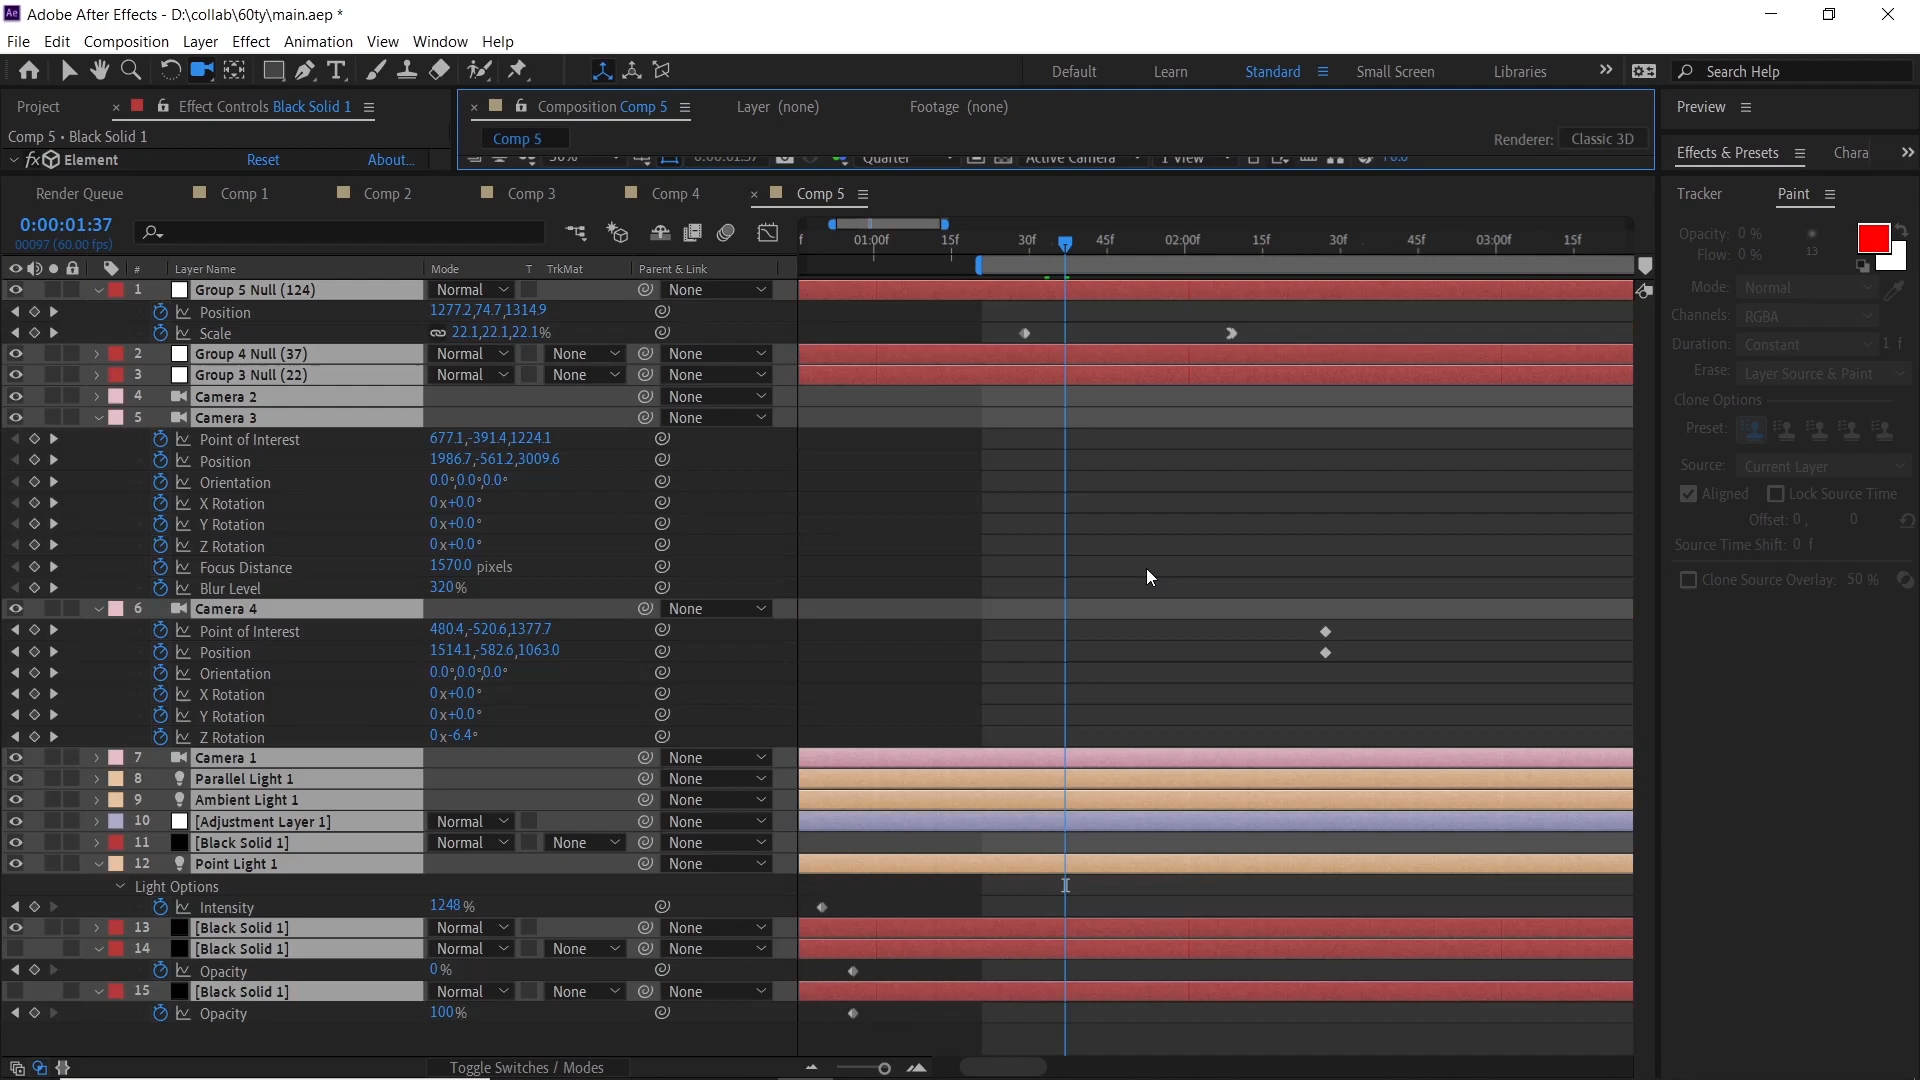 Ae Adobe After Effects - D:\collab\60ty\main.aep *
File Edit Composition Layer Effect Animation View Window Help
Default Learn Standard Small Screen Libraries Search Help
Project Effect Controls Black Solid 1
Composition Comp 5 Layer (none) Footage (none)
Preview
Comp 5 • Black Solid 1
Comp 5
Renderer: Classic 3D
fx Element Reset About...
0:00:01:37 Quarter Active Camera 1 View
Effects & Presets Chara
Render Queue Comp 1 Comp 2 Comp 3 Comp 4 Comp 5
Tracker Paint
0:00:01:37
00097 (60.00 fps)
f 01:00f 15f 30f 45f 02:00f 15f 30f 45f 03:00f 15f
# Layer Name Mode T TrkMat Parent & Link
1 Group 5 Null (124) Normal None
Position 1277.2,74.7,1314.9
Scale 22.1,22.1,22.1%
2 Group 4 Null (37) Normal None None
3 Group 3 Null (22) Normal None None
4 Camera 2 None
5 Camera 3 None
Point of Interest 677.1,-391.4,1224.1
Position 1986.7,-561.2,3009.6
Orientation 0.0°,0.0°,0.0°
X Rotation 0x+0.0°
Y Rotation 0x+0.0°
Z Rotation 0x+0.0°
Focus Distance 1570.0 pixels
Blur Level 320%
6 Camera 4 None
Point of Interest 480.4,-520.6,1377.7
Position 1514.1,-582.6,1063.0
Orientation 0.0°,0.0°,0.0°
X Rotation 0x+0.0°
Y Rotation 0x+0.0°
Z Rotation 0x-6.4°
7 Camera 1 None
8 Parallel Light 1 None
9 Ambient Light 1 None
10 [Adjustment Layer 1] Normal None
11 [Black Solid 1] Normal None None
12 Point Light 1 None
Light Options
Intensity 1248 %
13 [Black Solid 1] Normal None
14 [Black Solid 1] Normal None None
Opacity 0%
15 [Black Solid 1] Normal None None
Opacity 100%
Toggle Switches / Modes
Opacity: 0 %
Flow: 0 % 13
Mode: Normal
Channels: RGBA
Duration: Constant 1 f
Erase: Layer Source & Paint
Clone Options
Preset:
Source: Current Layer
Aligned Lock Source Time
Offset: 0 , 0
Source Time Shift: 0 f
Clone Source Overlay: 50 %